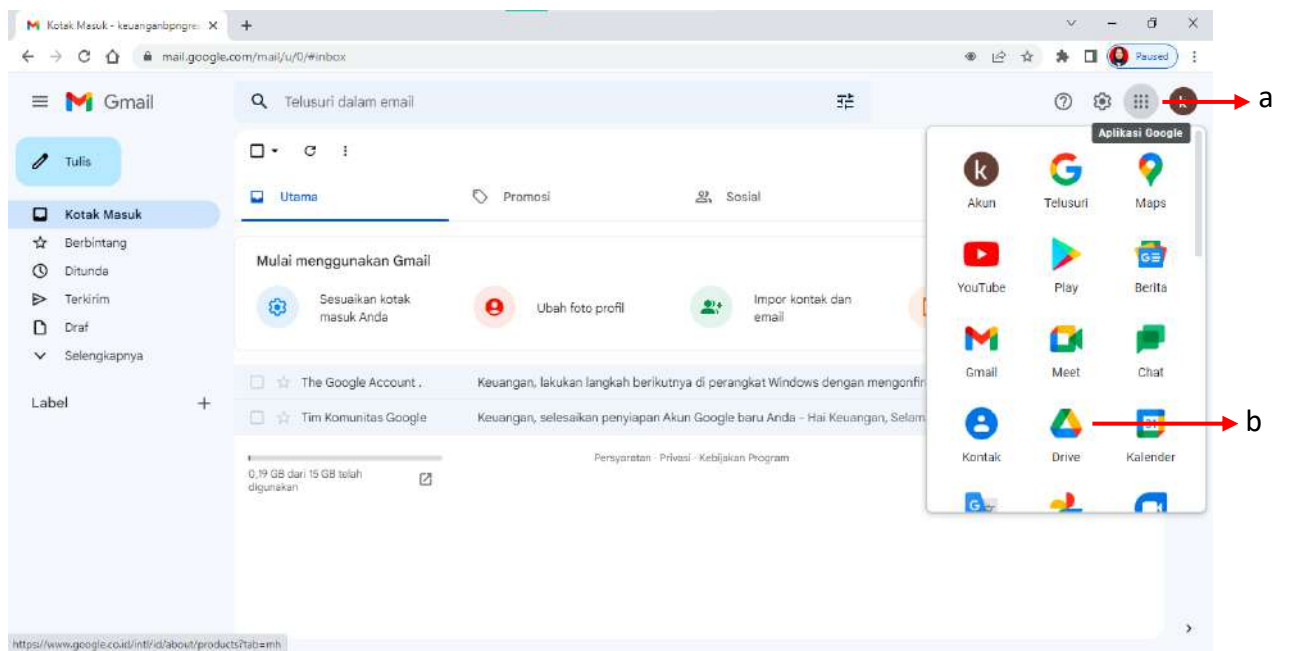 Kotak Masuk - keuanganbpngres
mail.google.com/mail/u/0/#inbox
Paused
Gmail
Telusuri dalam email
k
a
Aplikasi Google
Tulis
Utama
Promosi
Sosial
Kotak Masuk
Berbintang
Ditunda
Terkirim
Draf
Selengkapnya
Label
Mulai menggunakan Gmail
Sesuaikan kotak
masuk Anda
Ubah foto profil
Impor kontak dan
email
The Google Account .
Keuangan, lakukan langkah berikutnya di perangkat Windows dengan mengonfir
Tim Komunitas Google
Keuangan, selesaikan penyiapan Akun Google baru Anda - Hai Keuangan, Selam
0,19 GB dari 15 GB telah
digunakan
Persyaratan · Privasi · Kebijakan Program
k
Akun
Telusuri
Maps
YouTube
Play
Berita
Gmail
Meet
Chat
Kontak
Drive
Kalender
b
https://www.google.co.id/intl/id/about/products?tab=mh